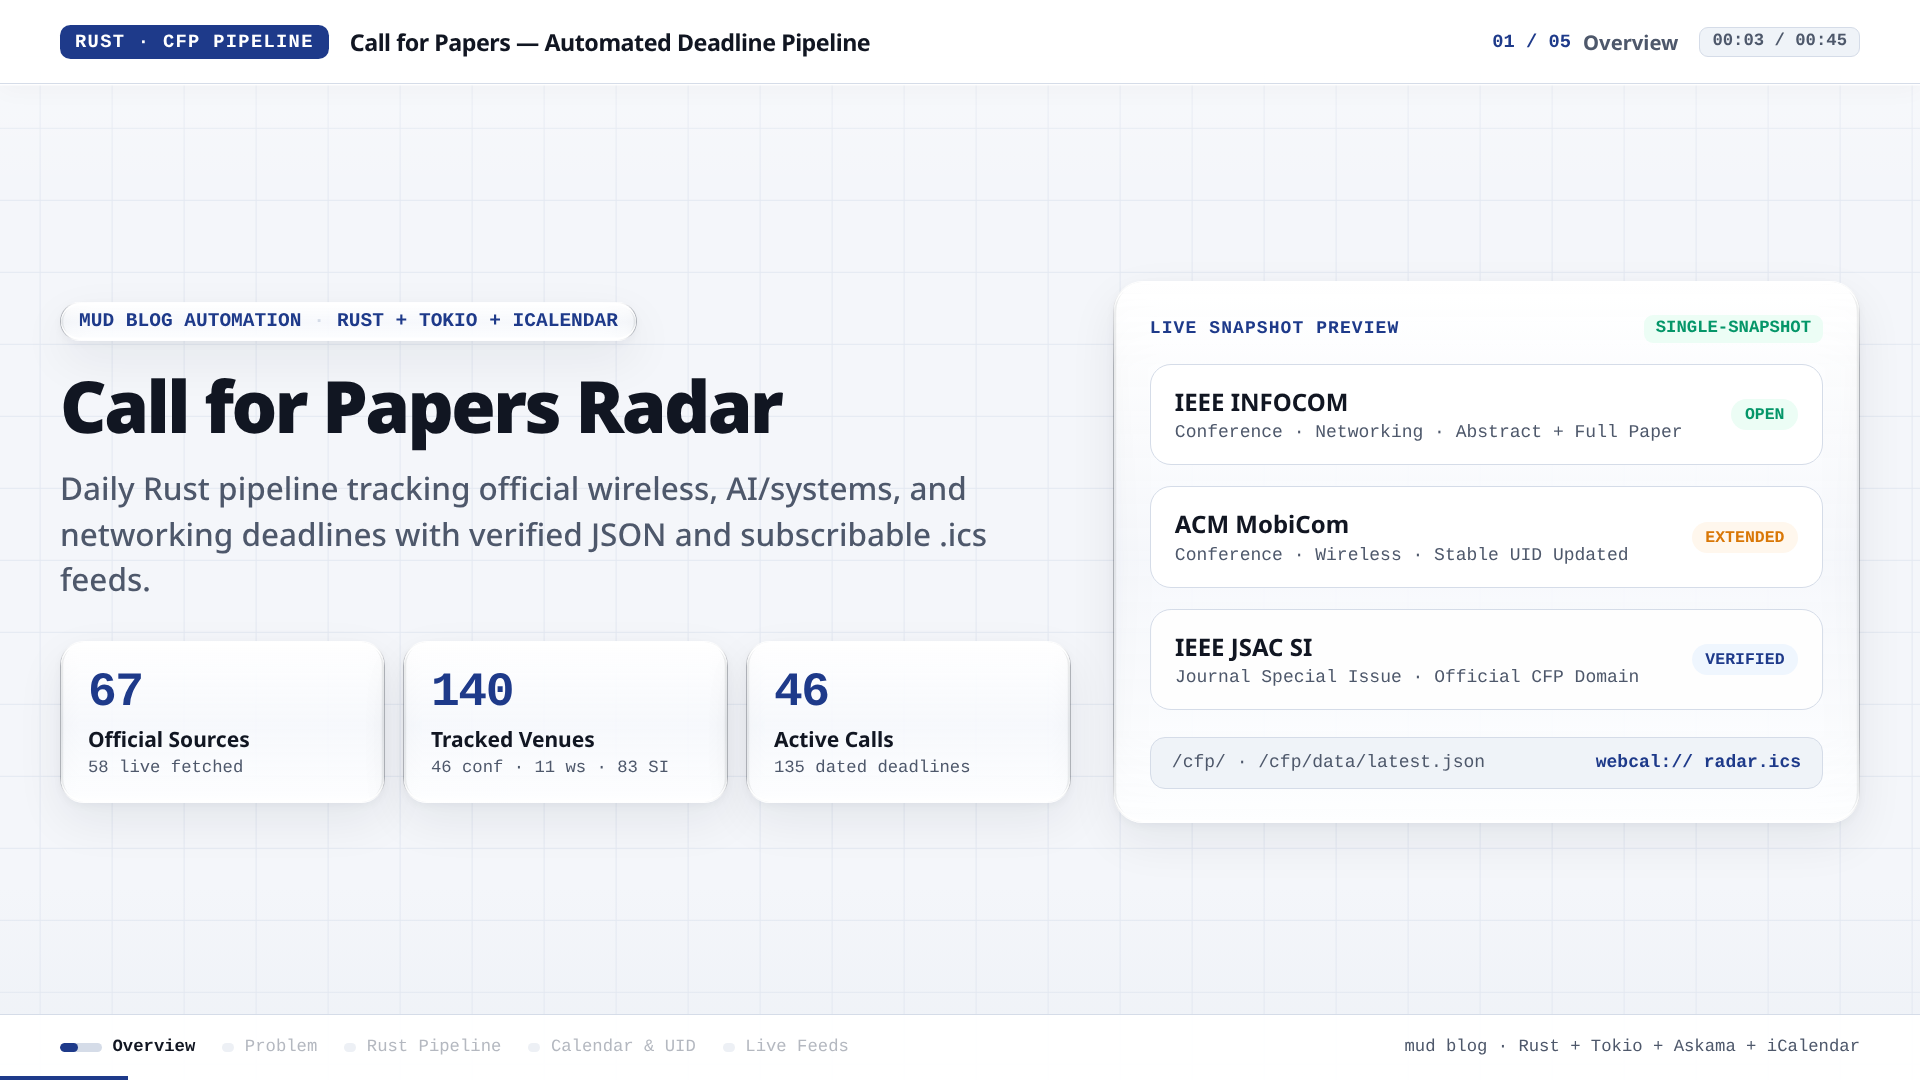 RUST · CFP PIPELINE
Call for Papers — Automated Deadline Pipeline
01 / 05 Overview
00:03 / 00:45
MUD BLOG AUTOMATION · RUST + TOKIO + ICALENDAR
Call for Papers Radar
Daily Rust pipeline tracking official wireless, AI/systems, and
networking deadlines with verified JSON and subscribable .ics
feeds.
67
Official Sources
58 live fetched
140
Tracked Venues
46 conf · 11 ws · 83 SI
46
Active Calls
135 dated deadlines
LIVE SNAPSHOT PREVIEW
SINGLE-SNAPSHOT
IEEE INFOCOM
Conference · Networking · Abstract + Full Paper
OPEN
ACM MobiCom
Conference · Wireless · Stable UID Updated
EXTENDED
IEEE JSAC SI
Journal Special Issue · Official CFP Domain
VERIFIED
/cfp/ · /cfp/data/latest.json
webcal:// radar.ics
Overview
Problem
Rust Pipeline
Calendar & UID
Live Feeds
mud blog · Rust + Tokio + Askama + iCalendar